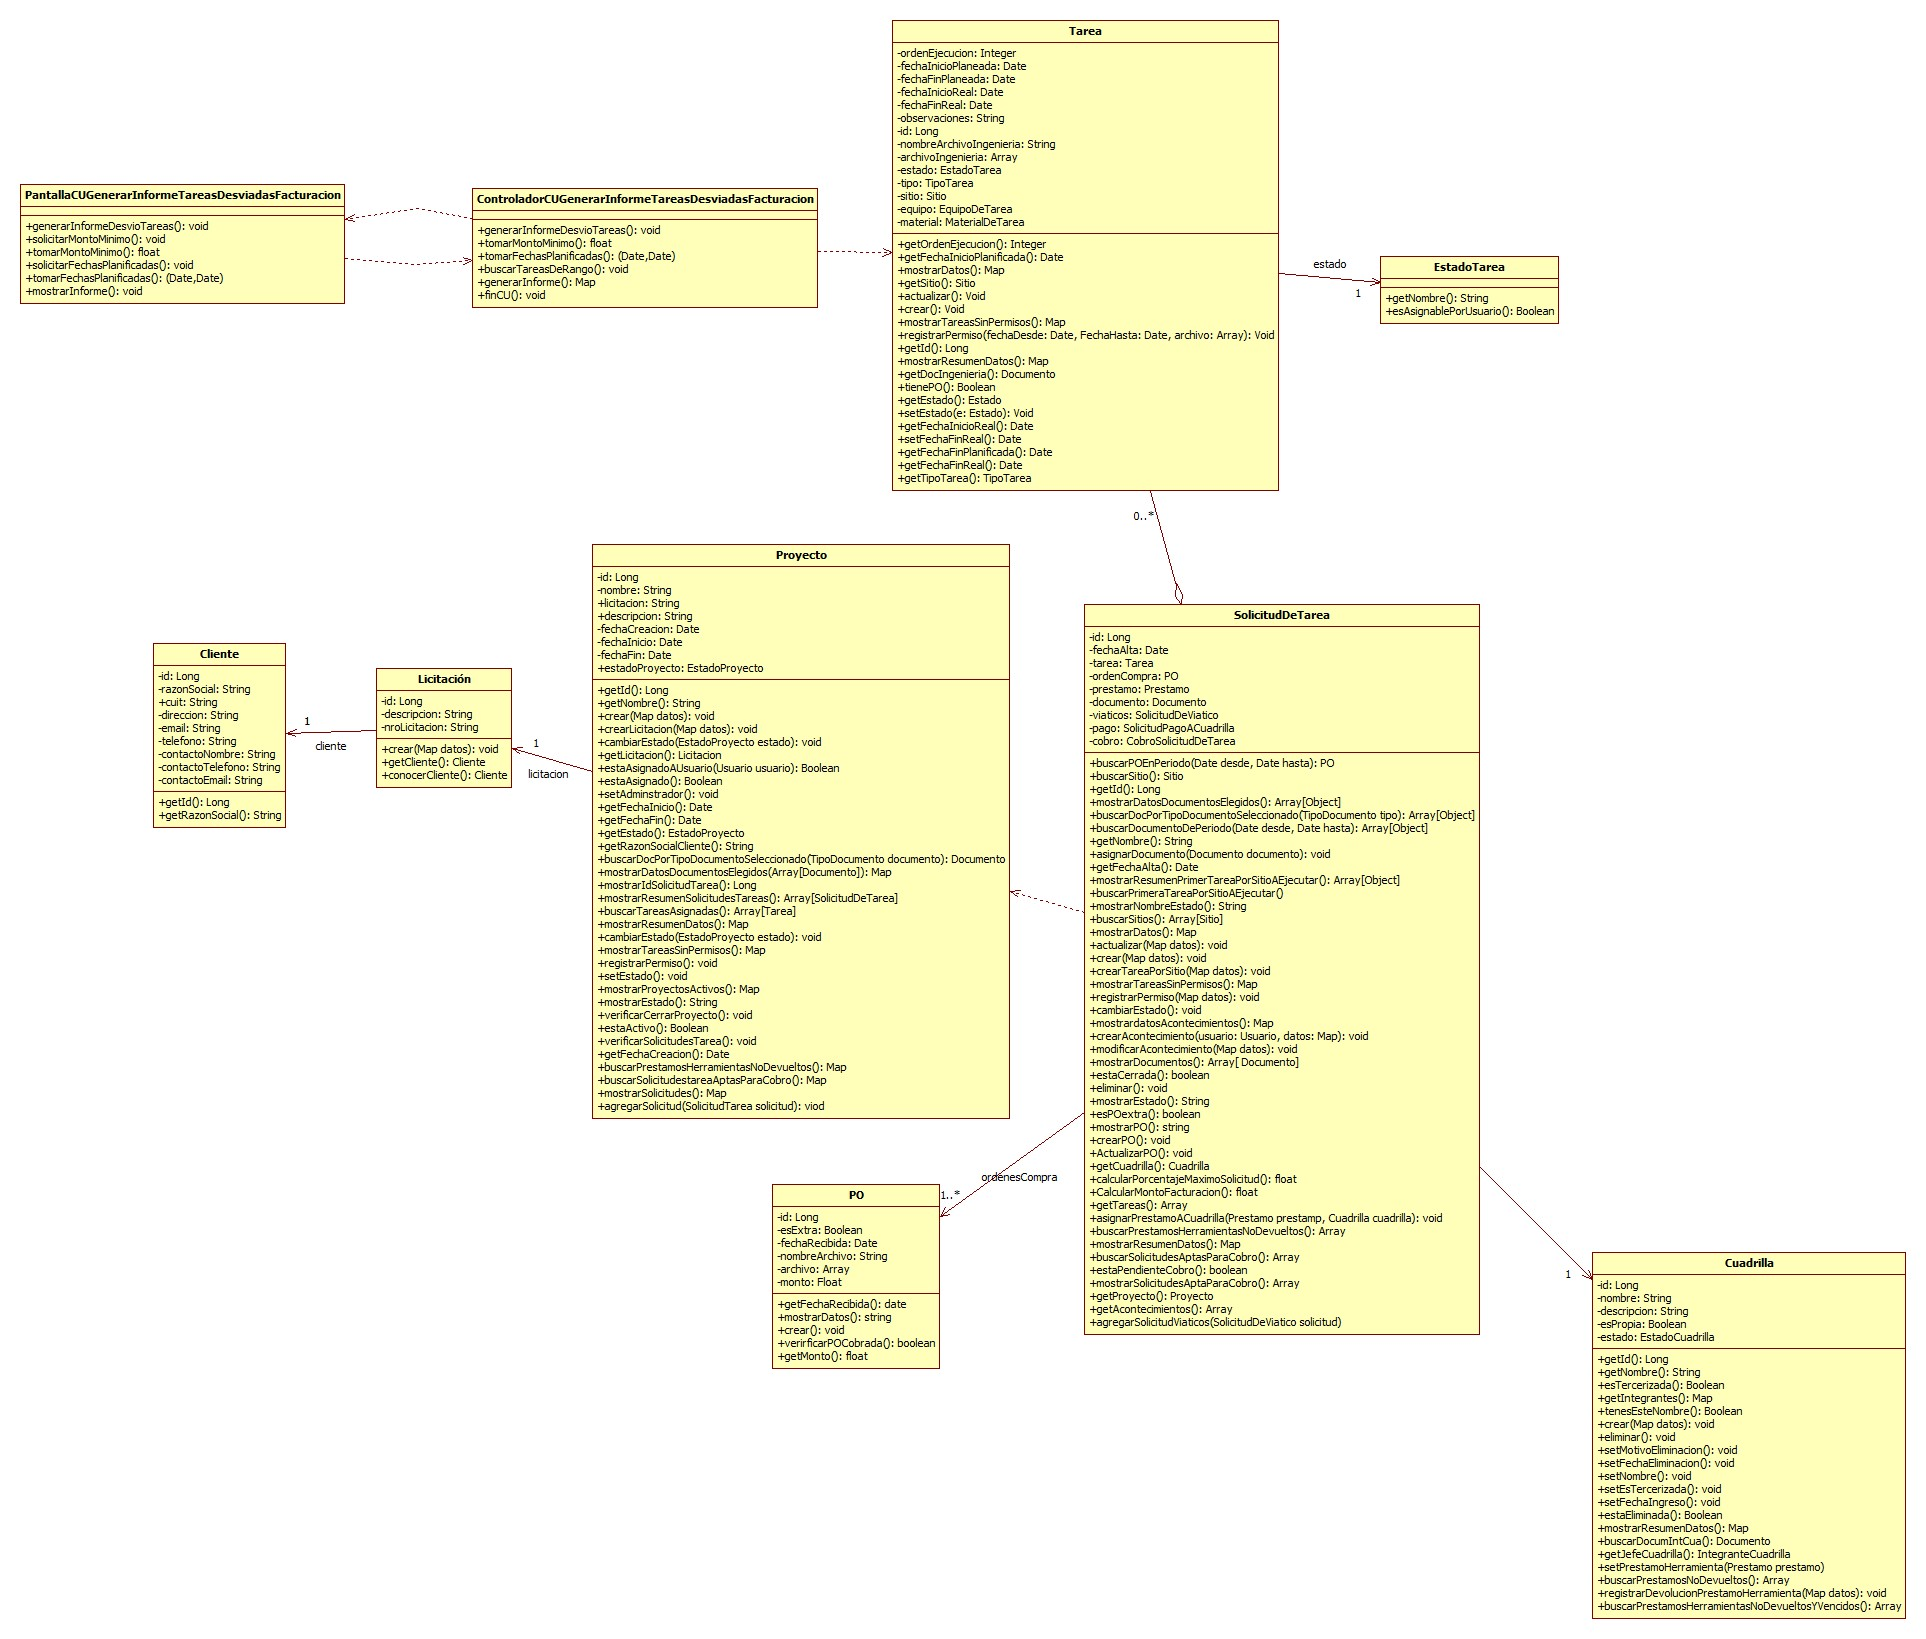 Tarea
-ordenEjecucion: Integer
-fechaInicioPlaneada: Date
-fechaFinPlaneada: Date
-fechaInicioReal: Date
-fechaFinReal: Date
-observaciones: String
-id: Long
-nombreArchivoIngenieria: String
-archivoIngenieria: Array
-estado: EstadoTarea
-tipo: TipoTarea
-sitio: Sitio
-equipo: EquipoDeTarea
-material: MaterialDeTarea
+getOrdenEjecucion(): Integer
+getFechaInicioPlanificada(): Date
+mostrarDatos(): Map
+getSitio(): Sitio
+actualizar(): Void
+crear(): Void
+mostrarTareasSinPermisos(): Map
+registrarPermiso(fechaDesde: Date, FechaHasta: Date, archivo: Array): Void
+getId(): Long
+mostrarResumenDatos(): Map
+getDocIngenieria(): Documento
+tienePO(): Boolean
+getEstado(): Estado
+setEstado(e: Estado): Void
+getFechaInicioReal(): Date
+setFechaFinReal(): Date
+getFechaFinPlanificada(): Date
+getFechaFinReal(): Date
+getTipoTarea(): TipoTarea
PantallaCUGenerarInformeTareasDesviadasFacturacion
+generarInformeDesvioTareas(): void
+solicitarMontoMinimo(): void
+tomarMontoMinimo(): float
+solicitarFechasPlanificadas(): void
+tomarFechasPlanificadas(): (Date,Date)
+mostrarInforme(): void
ControladorCUGenerarInformeTareasDesviadasFacturacion
+generarInformeDesvioTareas(): void
+tomarMontoMinimo(): float
+tomarFechasPlanificadas(): (Date,Date)
+buscarTareasDeRango(): void
+generarInforme(): Map
+finCU(): void
estado
1
EstadoTarea
+getNombre(): String
+esAsignablePorUsuario(): Boolean
0..*
Proyecto
-id: Long
-nombre: String
+licitacion: String
+descripcion: String
-fechaCreacion: Date
-fechaInicio: Date
-fechaFin: Date
+estadoProyecto: EstadoProyecto
+getId(): Long
+getNombre(): String
+crear(Map datos): void
+crearLicitacion(Map datos): void
+cambiarEstado(EstadoProyecto estado): void
+getLicitacion(): Licitacion
+estaAsignadoAUsuario(Usuario usuario): Boolean
+estaAsignado(): Boolean
+setAdminstrador(): void
+getFechaInicio(): Date
+getFechaFin(): Date
+getEstado(): EstadoProyecto
+getRazonSocialCliente(): String
+buscarDocPorTipoDocumentoSeleccionado(TipoDocumento documento): Documento
+mostrarDatosDocumentosElegidos(Array[Documento]): Map
+mostrarIdSolicitudTarea(): Long
+mostrarResumenSolicitudesTareas(): Array[SolicitudDeTarea]
+buscarTareasAsignadas(): Array[Tarea]
+mostrarResumenDatos(): Map
+cambiarEstado(EstadoProyecto estado): void
+mostrarTareasSinPermisos(): Map
+registrarPermiso(): void
+setEstado(): void
+mostrarProyectosActivos(): Map
+mostrarEstado(): String
+verificarCerrarProyecto(): void
+estaActivo(): Boolean
+verificarSolicitudesTarea(): void
+getFechaCreacion(): Date
+buscarPrestamosHerramientasNoDevueltos(): Map
+buscarSolicitudestareaAptasParaCobro(): Map
+mostrarSolicitudes(): Map
+agregarSolicitud(SolicitudTarea solicitud): viod
Cliente
-id: Long
-razonSocial: String
+cuit: String
-direccion: String
-email: String
-telefono: String
-contactoNombre: String
-contactoTelefono: String
-contactoEmail: String
+getId(): Long
+getRazonSocial(): String
1
cliente
Licitación
-id: Long
-descripcion: String
-nroLicitacion: String
+crear(Map datos): void
+getCliente(): Cliente
+conocerCliente(): Cliente
1
licitacion
SolicitudDeTarea
-id: Long
-fechaAlta: Date
-tarea: Tarea
-ordenCompra: PO
-prestamo: Prestamo
-documento: Documento
-viaticos: SolicitudDeViatico
-pago: SolicitudPagoACuadrilla
-cobro: CobroSolicitudDeTarea
+buscarPOEnPeriodo(Date desde, Date hasta): PO
+buscarSitio(): Sitio
+getId(): Long
+mostrarDatosDocumentosElegidos(): Array[Object]
+buscarDocPorTipoDocumentoSeleccionado(TipoDocumento tipo): Array[Object]
+buscarDocumentoDePeriodo(Date desde, Date hasta): Array[Object]
+getNombre(): String
+asignarDocumento(Documento documento): void
+getFechaAlta(): Date
+mostrarResumenPrimerTareaPorSitioAEjecutar(): Array[Object]
+buscarPrimeraTareaPorSitioAEjecutar()
+mostrarNombreEstado(): String
+buscarSitios(): Array[Sitio]
+mostrarDatos(): Map
+actualizar(Map datos): void
+crear(Map datos): void
+crearTareaPorSitio(Map datos): void
+mostrarTareasSinPermisos(): Map
+registrarPermiso(Map datos): void
+cambiarEstado(): void
+mostrardatosAcontecimientos(): Map
+crearAcontecimiento(usuario: Usuario, datos: Map): void
+modificarAcontecimiento(Map datos): void
+mostrarDocumentos(): Array[ Documento]
+estaCerrada(): boolean
+eliminar(): void
+mostrarEstado(): String
+esPOextra(): boolean
+mostrarPO(): string
+crearPO(): void
+ActualizarPO(): void
+getCuadrilla(): Cuadrilla
+calcularPorcentajeMaximoSolicitud(): float
+CalcularMontoFacturacion(): float
+getTareas(): Array
+asignarPrestamoACuadrilla(Prestamo prestamp, Cuadrilla cuadrilla): void
+buscarPrestamosHerramientasNoDevueltos(): Array
+mostrarResumenDatos(): Map
+buscarSolicitudesAptasParaCobro(): Array
+estaPendienteCobro(): boolean
+mostrarSolicitudesAptaParaCobro(): Array
+getProyecto(): Proyecto
+getAcontecimientos(): Array
+agregarSolicitudViaticos(SolicitudDeViatico solicitud)
ordenesCompra
1..*
PO
-id: Long
-esExtra: Boolean
-fechaRecibida: Date
-nombreArchivo: String
-archivo: Array
-monto: Float
+getFechaRecibida(): date
+mostrarDatos(): string
+crear(): void
+verirficarPOCobrada(): boolean
+getMonto(): float
1
Cuadrilla
-id: Long
-nombre: String
-descripcion: String
-esPropia: Boolean
-estado: EstadoCuadrilla
+getId(): Long
+getNombre(): String
+esTercerizada(): Boolean
+getIntegrantes(): Map
+tenesEsteNombre(): Boolean
+crear(Map datos): void
+eliminar(): void
+setMotivoEliminacion(): void
+setFechaEliminacion(): void
+setNombre(): void
+setEsTercerizada(): void
+setFechaIngreso(): void
+estaEliminada(): Boolean
+mostrarResumenDatos(): Map
+buscarDocumIntCua(): Documento
+getJefeCuadrilla(): IntegranteCuadrilla
+setPrestamoHerramienta(Prestamo prestamo)
+buscarPrestamosNoDevueltos(): Array
+registrarDevolucionPrestamoHerramienta(Map datos): void
+buscarPrestamosHerramientasNoDevueltosYVencidos(): Array